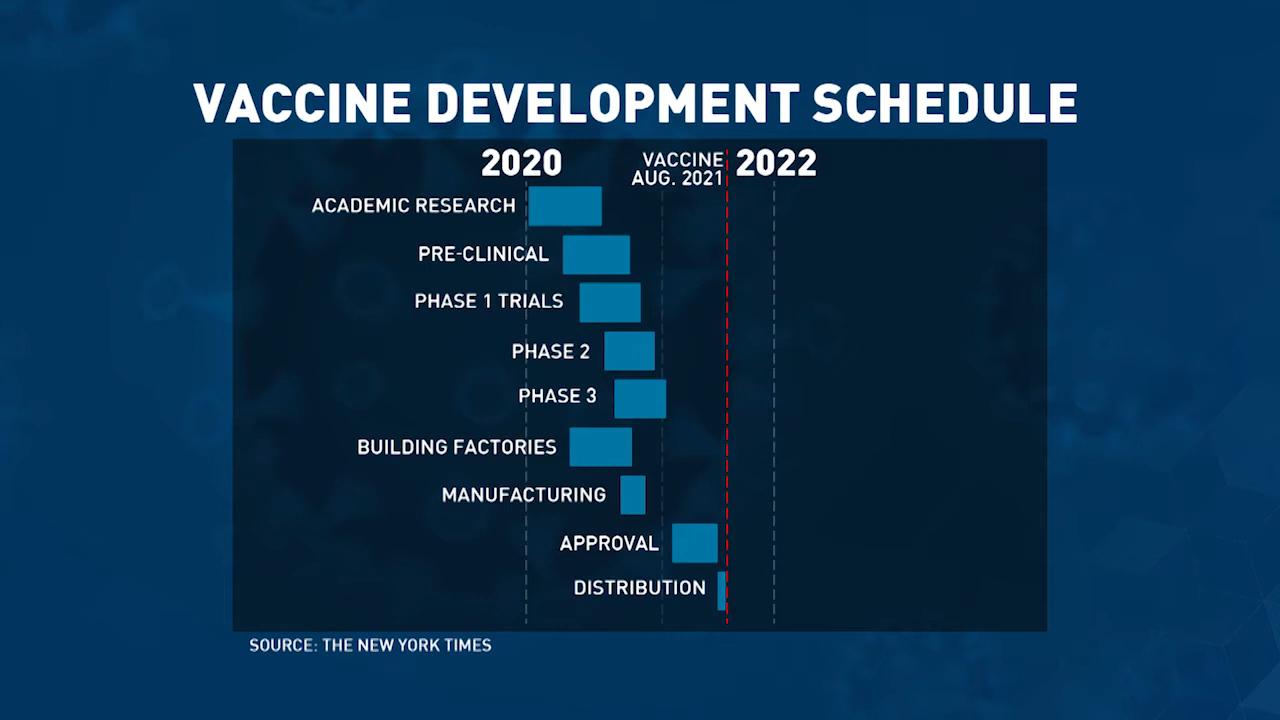 VACCINE DEVELOPMENT SCHEDULE
2020
VACCINE
AUG. 2021
2022
ACADEMIC RESEARCH
PRE-CLINICAL
PHASE 1 TRIALS
PHASE 2
PHASE 3
BUILDING FACTORIES
MANUFACTURING
APPROVAL
DISTRIBUTION
SOURCE: THE NEW YORK TIMES